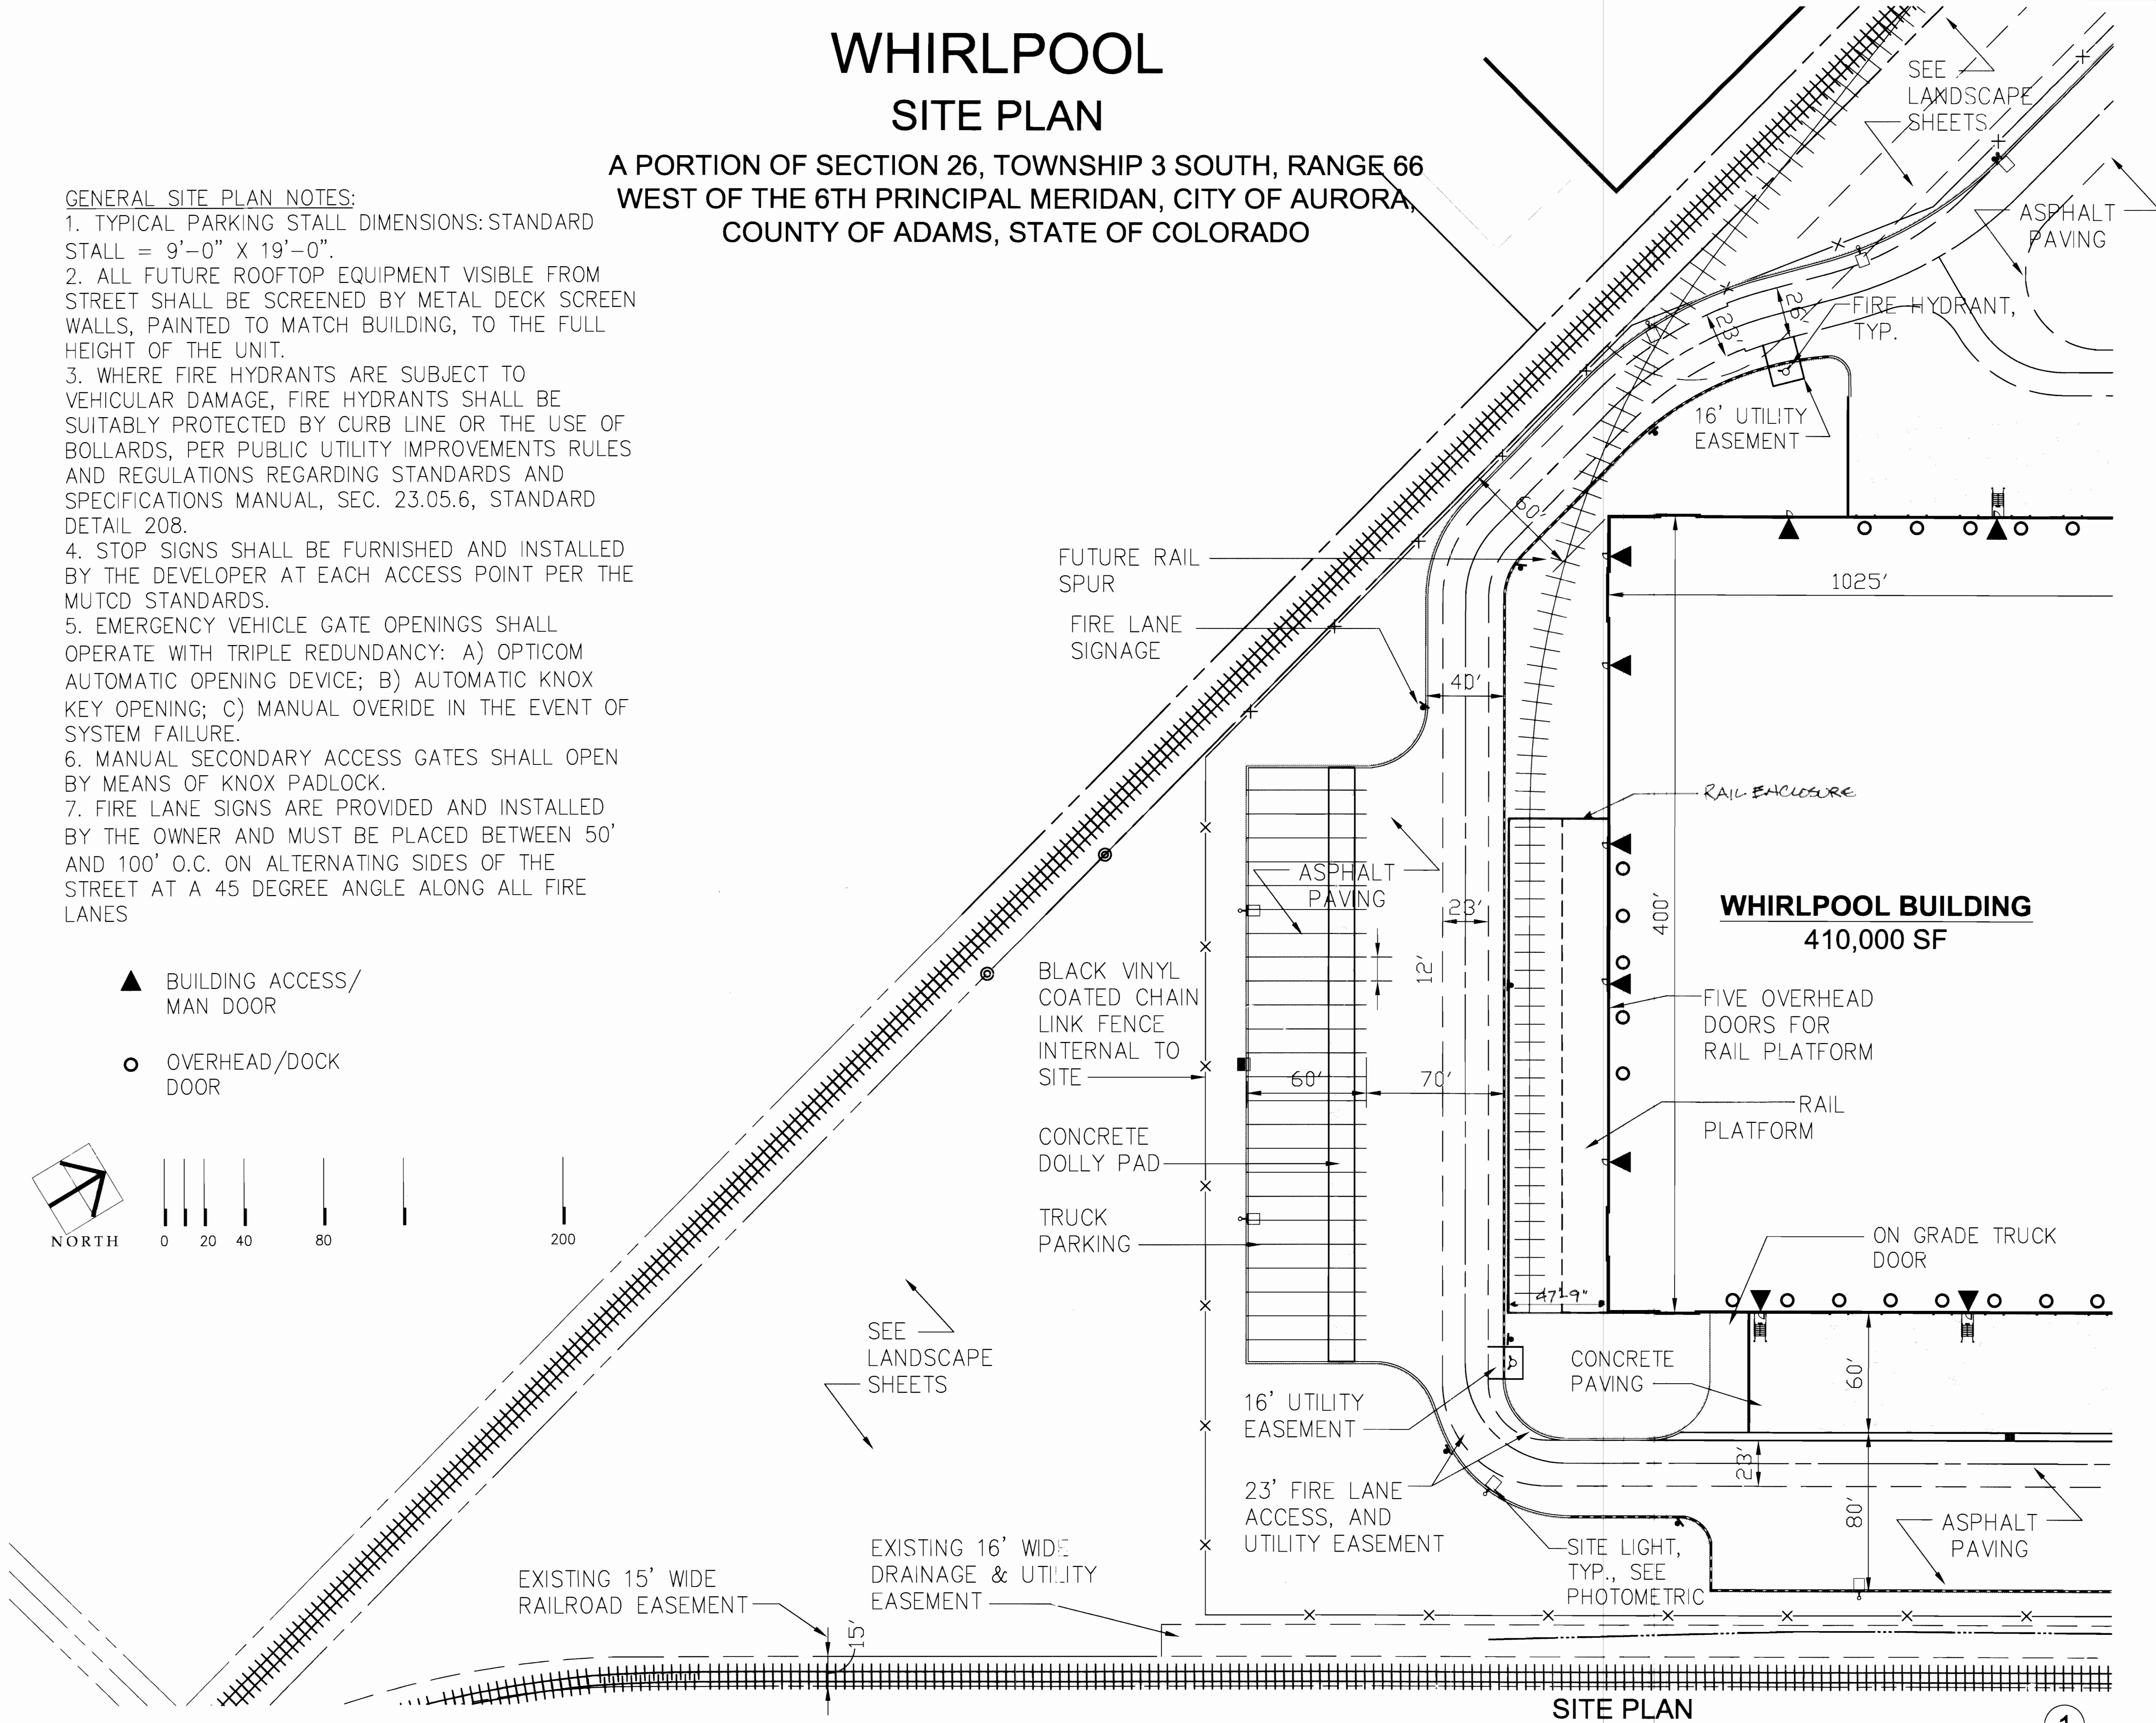 WHIRLPOOL
SITE PLAN
A PORTION OF SECTION 26, TOWNSHIP 3 SOUTH, RANGE 66
WEST OF THE 6TH PRINCIPAL MERIDAN, CITY OF AURORA,
COUNTY OF ADAMS, STATE OF COLORADO
GENERAL SITE PLAN NOTES:
1. TYPICAL PARKING STALL DIMENSIONS: STANDARD
STALL = 9'-0" X 19'-0".
2. ALL FUTURE ROOFTOP EQUIPMENT VISIBLE FROM
STREET SHALL BE SCREENED BY METAL DECK SCREEN
WALLS, PAINTED TO MATCH BUILDING, TO THE FULL
HEIGHT OF THE UNIT.
3. WHERE FIRE HYDRANTS ARE SUBJECT TO
VEHICULAR DAMAGE, FIRE HYDRANTS SHALL BE
SUITABLY PROTECTED BY CURB LINE OR THE USE OF
BOLLARDS, PER PUBLIC UTILITY IMPROVEMENTS RULES
AND REGULATIONS REGARDING STANDARDS AND
SPECIFICATIONS MANUAL, SEC. 23.05.6, STANDARD
DETAIL 208.
4. STOP SIGNS SHALL BE FURNISHED AND INSTALLED
BY THE DEVELOPER AT EACH ACCESS POINT PER THE
MUTCD STANDARDS.
5. EMERGENCY VEHICLE GATE OPENINGS SHALL
OPERATE WITH TRIPLE REDUNDANCY: A) OPTICOM
AUTOMATIC OPENING DEVICE; B) AUTOMATIC KNOX
KEY OPENING; C) MANUAL OVERIDE IN THE EVENT OF
SYSTEM FAILURE.
6. MANUAL SECONDARY ACCESS GATES SHALL OPEN
BY MEANS OF KNOX PADLOCK.
7. FIRE LANE SIGNS ARE PROVIDED AND INSTALLED
BY THE OWNER AND MUST BE PLACED BETWEEN 50'
AND 100' O.C. ON ALTERNATING SIDES OF THE
STREET AT A 45 DEGREE ANGLE ALONG ALL FIRE
LANES
BUILDING ACCESS/
MAN DOOR
OVERHEAD/DOCK
DOOR
NORTH
0 20 40 80 200
SEE
LANDSCAPE
SHEETS
ASPHALT
PAVING
26'
23'
FIRE HYDRANT,
TYP.
16' UTILITY
EASEMENT
60'
FUTURE RAIL
SPUR
1025'
FIRE LANE
SIGNAGE
40'
RAIL ENCLOSURE
ASPHALT
PAVING
23'
12'
400'
WHIRLPOOL BUILDING
410,000 SF
BLACK VINYL
COATED CHAIN
LINK FENCE
INTERNAL TO
SITE
FIVE OVERHEAD
DOORS FOR
RAIL PLATFORM
60'
70'
RAIL
PLATFORM
CONCRETE
DOLLY PAD
TRUCK
PARKING
ON GRADE TRUCK
DOOR
47'-9"
SEE
LANDSCAPE
SHEETS
CONCRETE
PAVING
60'
16' UTILITY
EASEMENT
23'
23' FIRE LANE
ACCESS, AND
UTILITY EASEMENT
80'
ASPHALT
PAVING
SITE LIGHT,
TYP., SEE
PHOTOMETRIC
EXISTING 16' WIDE
DRAINAGE & UTILITY
EASEMENT
EXISTING 15' WIDE
RAILROAD EASEMENT
15'
SITE PLAN
1